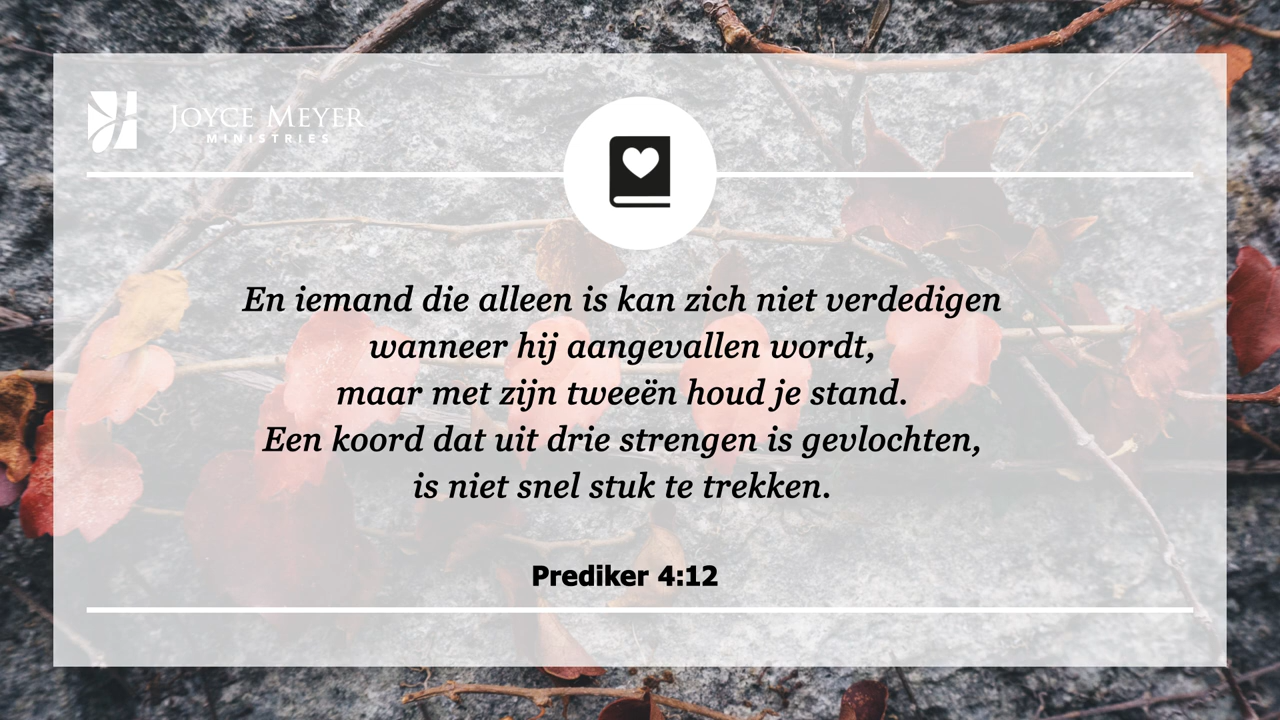 JOYCE MEYER
MINISTRIES
En iemand die alleen is kan zich niet verdedigen
wanneer hij aangevallen wordt,
maar met zijn tweeën houd je stand.
Een koord dat uit drie strengen is gevlochten,
is niet snel stuk te trekken.
Prediker 4:12